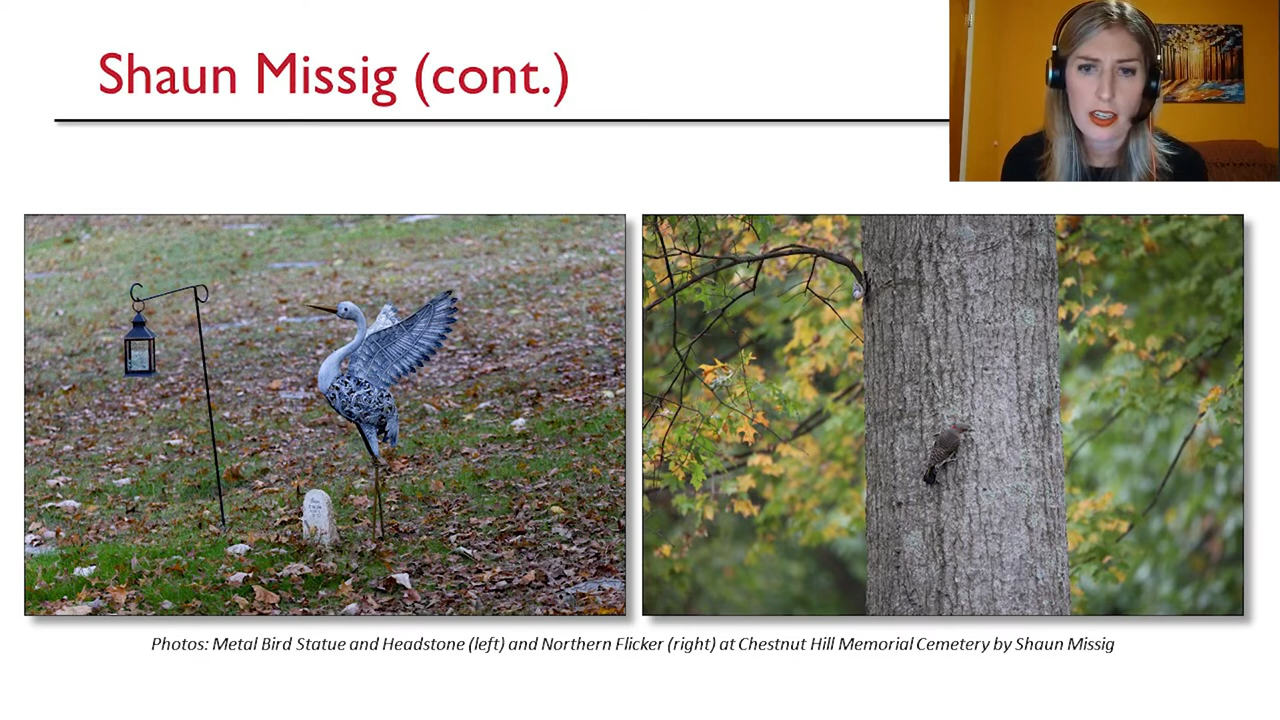 Shaun Missig (cont.)
Photos: Metal Bird Statue and Headstone (left) and Northern Flicker (right) at Chestnut Hill Memorial Cemetery by Shaun Missig